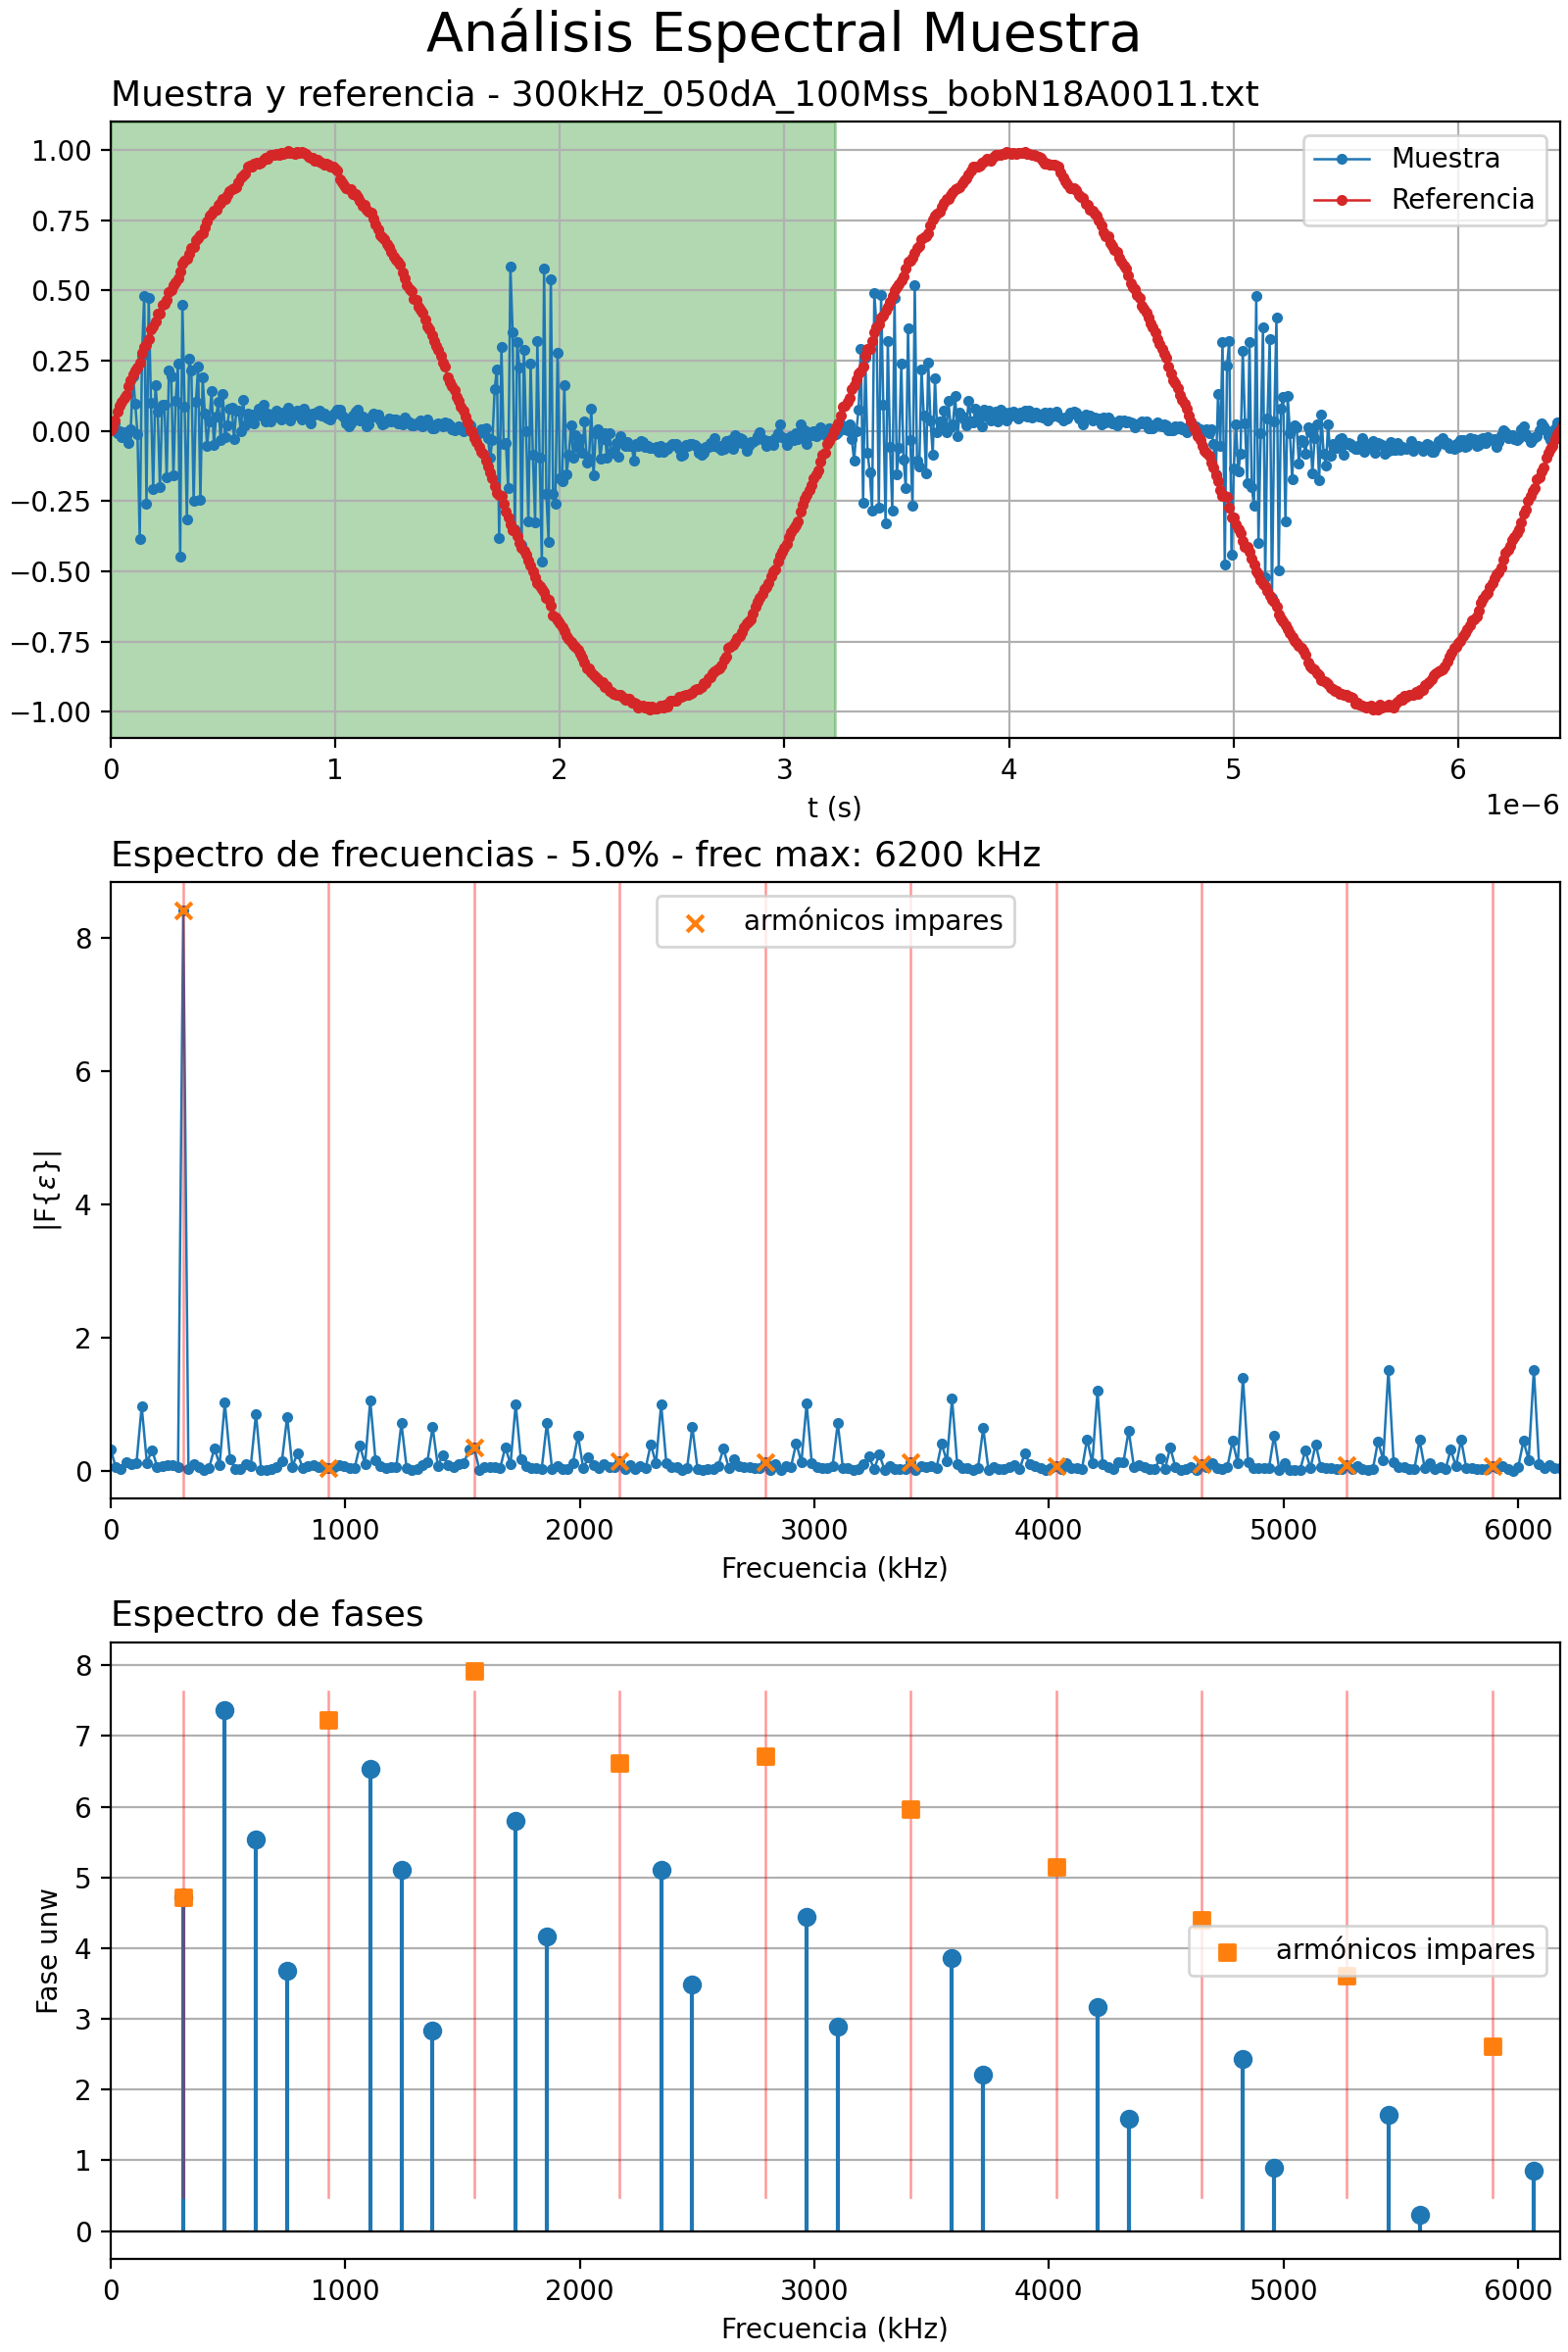 Análisis Espectral Muestra
Muestra y referencia - 300kHz_050dA_100Mss_bobN18A0011.txt
1.00
0.75
0.50
0.25
0.00
−0.25
−0.50
−0.75
−1.00
Muestra
Referencia
0 1 2 3 4 5 6
t (s)
1e−6
Espectro de frecuencias - 5.0% - frec max: 6200 kHz
armónicos impares
8
6
4
2
0
|F{ε}|
0 1000 2000 3000 4000 5000 6000
Frecuencia (kHz)
Espectro de fases
8
7
6
5
4
3
2
1
0
Fase unw
armónicos impares
0 1000 2000 3000 4000 5000 6000
Frecuencia (kHz)